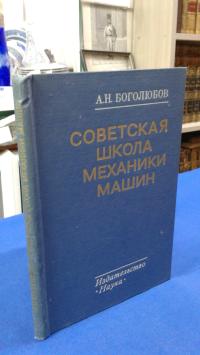 А.Н. БОГОЛЮБОВ
СОВЕТСКАЯ
ШКОЛА
МЕХАНИКИ
МАШИН
Издательство
"Наука"